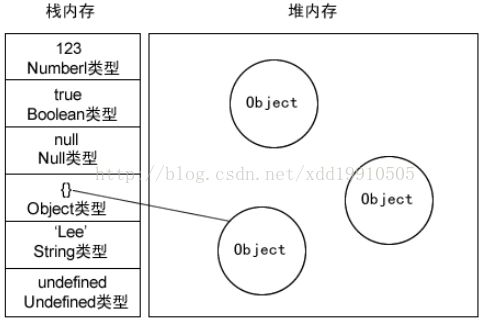 栈内存
堆内存
123
Numberl类型
true
Boolean类型
null
Null类型
{}
Object类型
‘Lee’
String类型
undefined
Undefined类型
Object
Object
Object
http://blog.csdn.net/xdd19910505